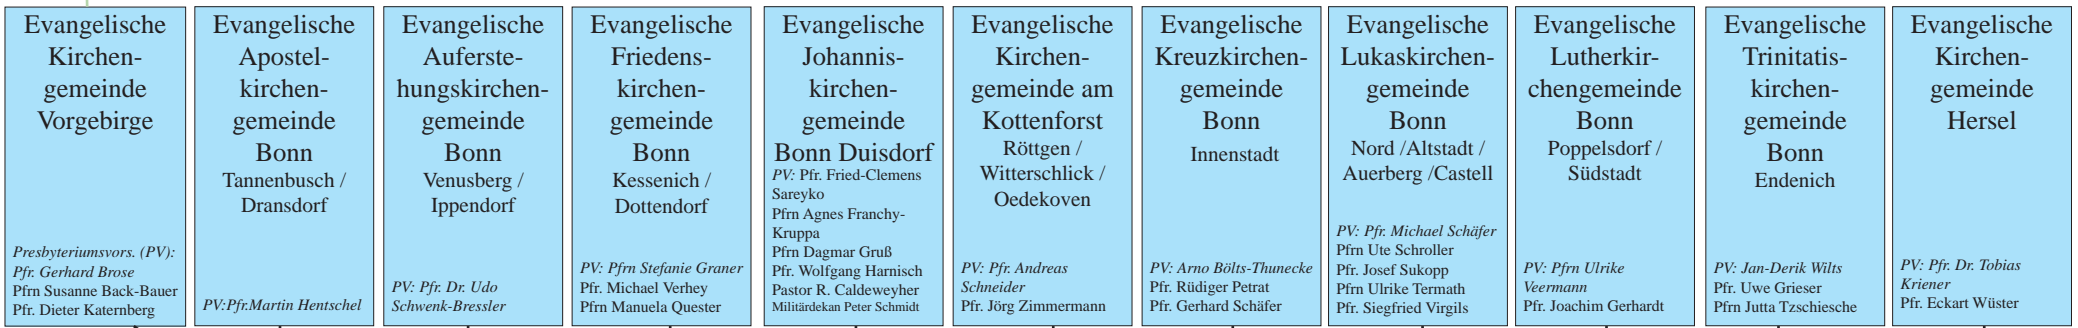 Evangelische
Kirchen-
gemeinde
Vorgebirge
Presbyteriumsvors. (PV):
Pfr. Gerhard Brose
Pfrn Susanne Back-Bauer
Pfr. Dieter Katernberg
Evangelische
Apostel-
kirchen-
gemeinde
Bonn
Tannenbusch /
Dransdorf
PV:Pfr.Martin Hentschel
Evangelische
Auferste-
hungskirchen-
gemeinde
Bonn
Venusberg /
Ippendorf
PV: Pfr. Dr. Udo
Schwenk-Bressler
Evangelische
Friedens-
kirchen-
gemeinde
Bonn
Kessenich /
Dottendorf
PV: Pfrn Stefanie Graner
Pfr. Michael Verhey
Pfrn Manuela Quester
Evangelische
Johannis-
kirchen-
gemeinde
Bonn Duisdorf
PV: Pfr. Fried-Clemens
Sareyko
Pfrn Agnes Franchy-
Kruppa
Pfrn Dagmar Gruß
Pfr. Wolfgang Harnisch
Pastor R. Caldeweyher
Militärdekan Peter Schmidt
Evangelische
Kirchen-
gemeinde am
Kottenforst
Röttgen /
Witterschlick /
Oedekoven
PV: Pfr. Andreas
Schneider
Pfr. Jörg Zimmermann
Evangelische
Kreuzkirchen-
gemeinde
Bonn
Innenstadt
PV: Arno Bölts-Thunecke
Pfr. Rüdiger Petrat
Pfr. Gerhard Schäfer
Evangelische
Lukaskirchen-
gemeinde
Bonn
Nord /Altstadt /
Auerberg /Castell
PV: Pfr. Michael Schäfer
Pfrn Ute Schroller
Pfr. Josef Sukopp
Pfrn Ulrike Termath
Pfr. Siegfried Virgils
Evangelische
Lutherkir-
chengemeinde
Bonn
Poppelsdorf /
Südstadt
PV: Pfrn Ulrike
Veermann
Pfr. Joachim Gerhardt
Evangelische
Trinitatis-
kirchen-
gemeinde
Bonn
Endenich
PV: Jan-Derik Wilts
Pfr. Uwe Grieser
Pfrn Jutta Tzschiesche
Evangelische
Kirchen-
gemeinde
Hersel
PV: Pfr. Dr. Tobias
Kriener
Pfr. Eckart Wüster